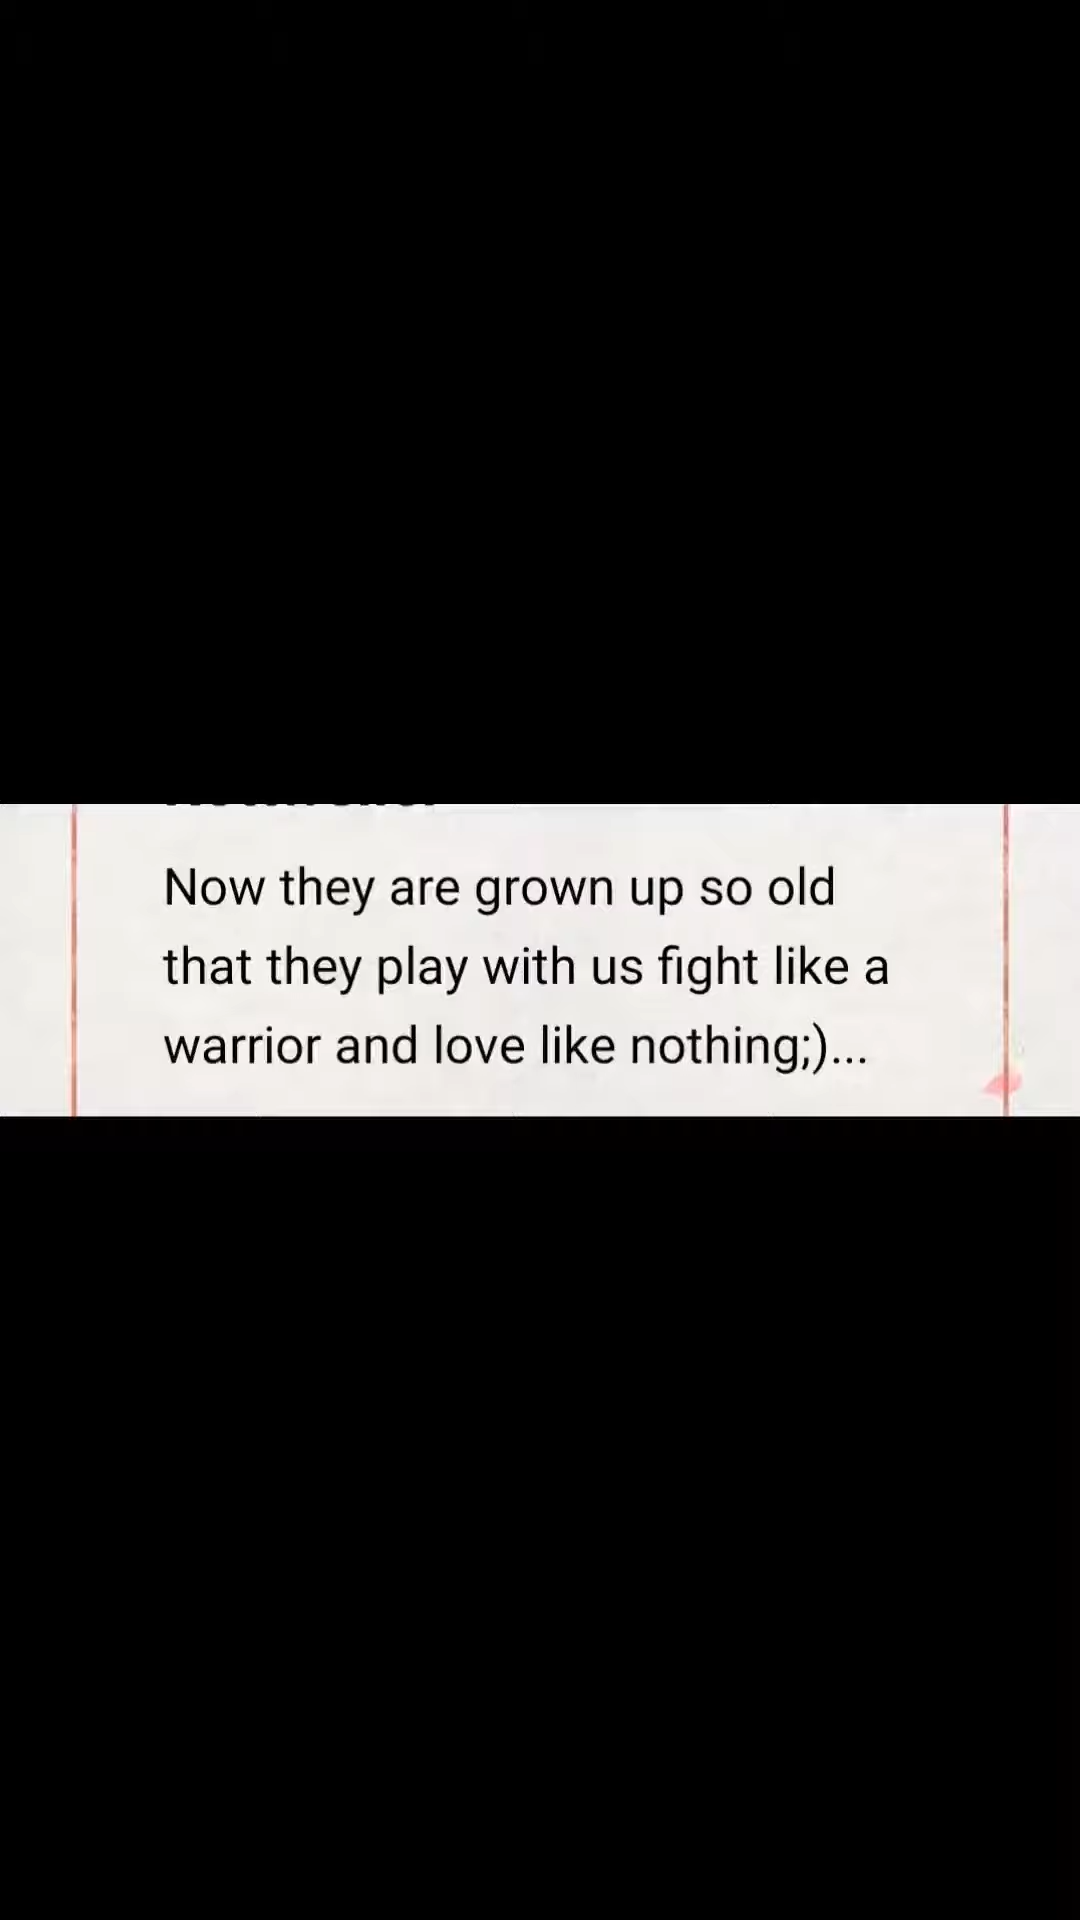 Now they are grown up so old
that they play with us fight like a
warrior and love like nothing;)...